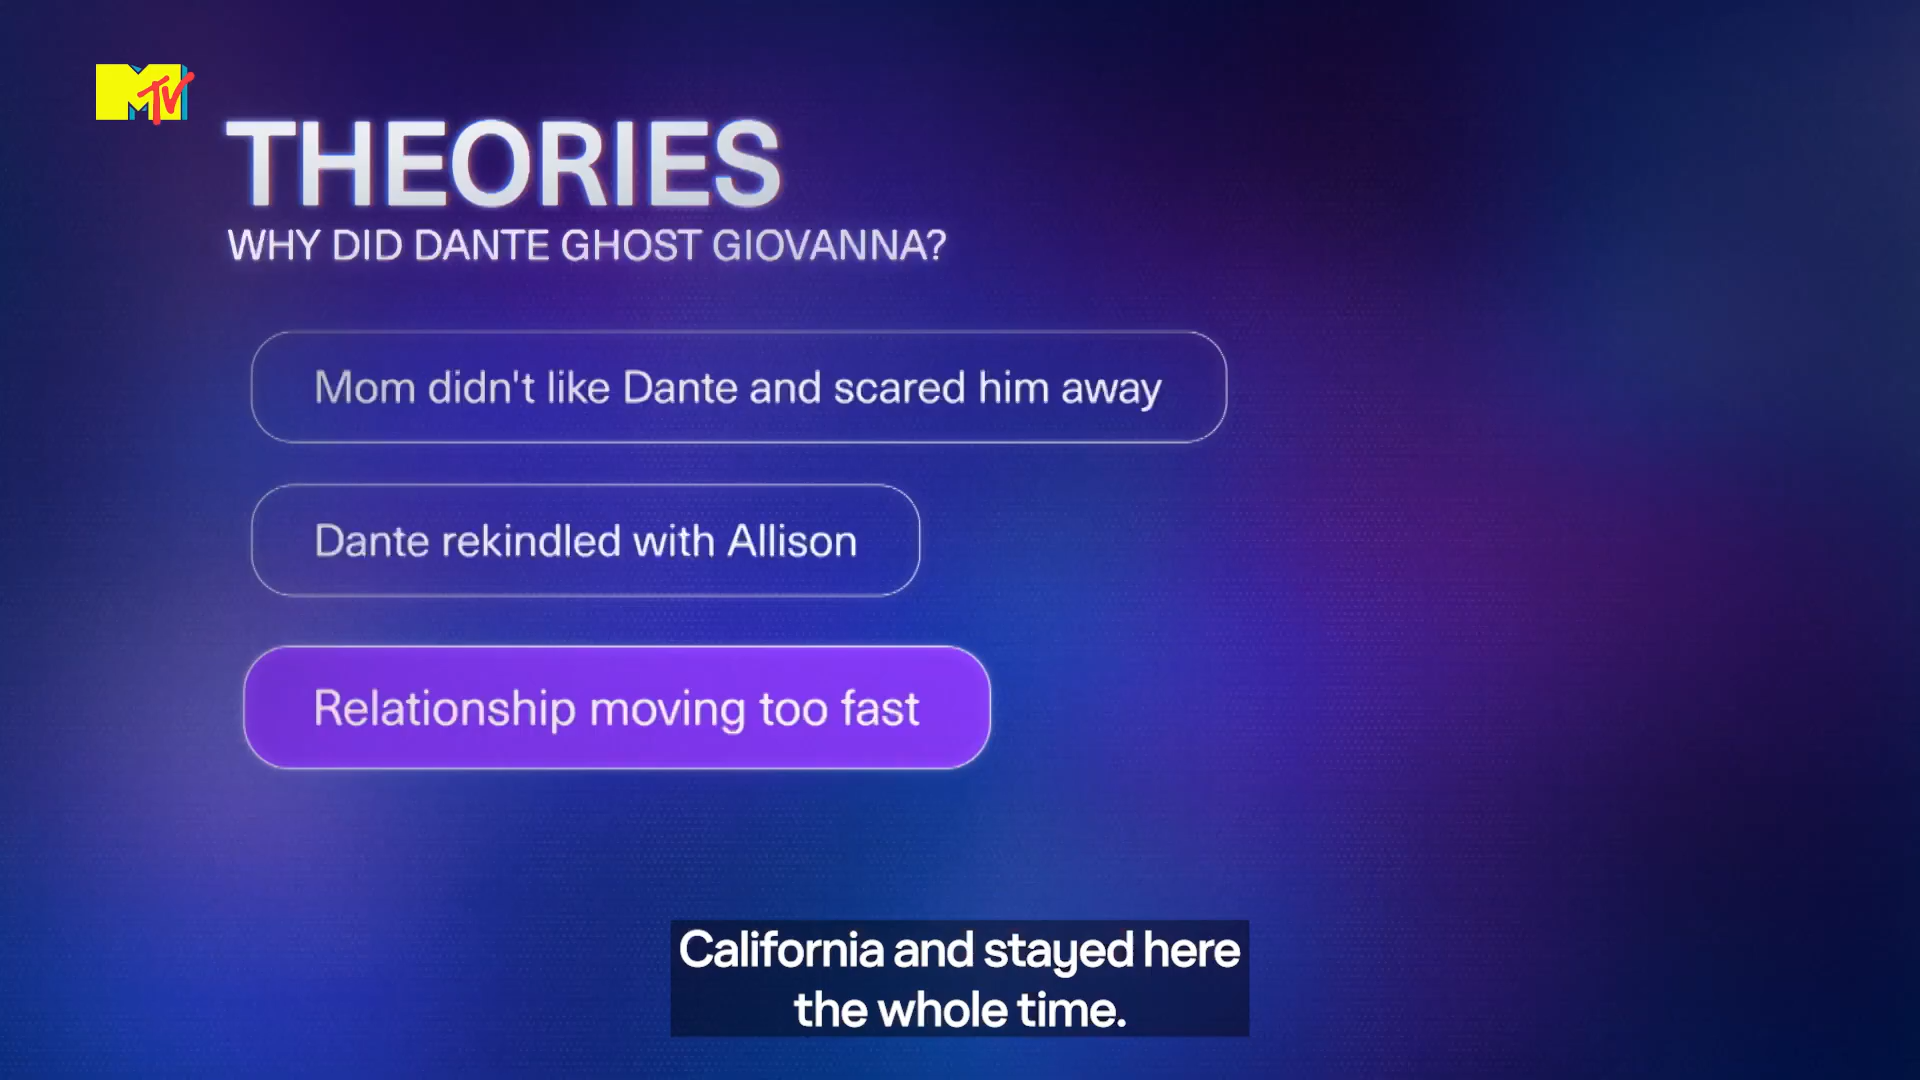 MTV
THEORIES
WHY DID DANTE GHOST GIOVANNA?
Mom didn't like Dante and scared him away
Dante rekindled with Allison
Relationship moving too fast
California and stayed here
the whole time.